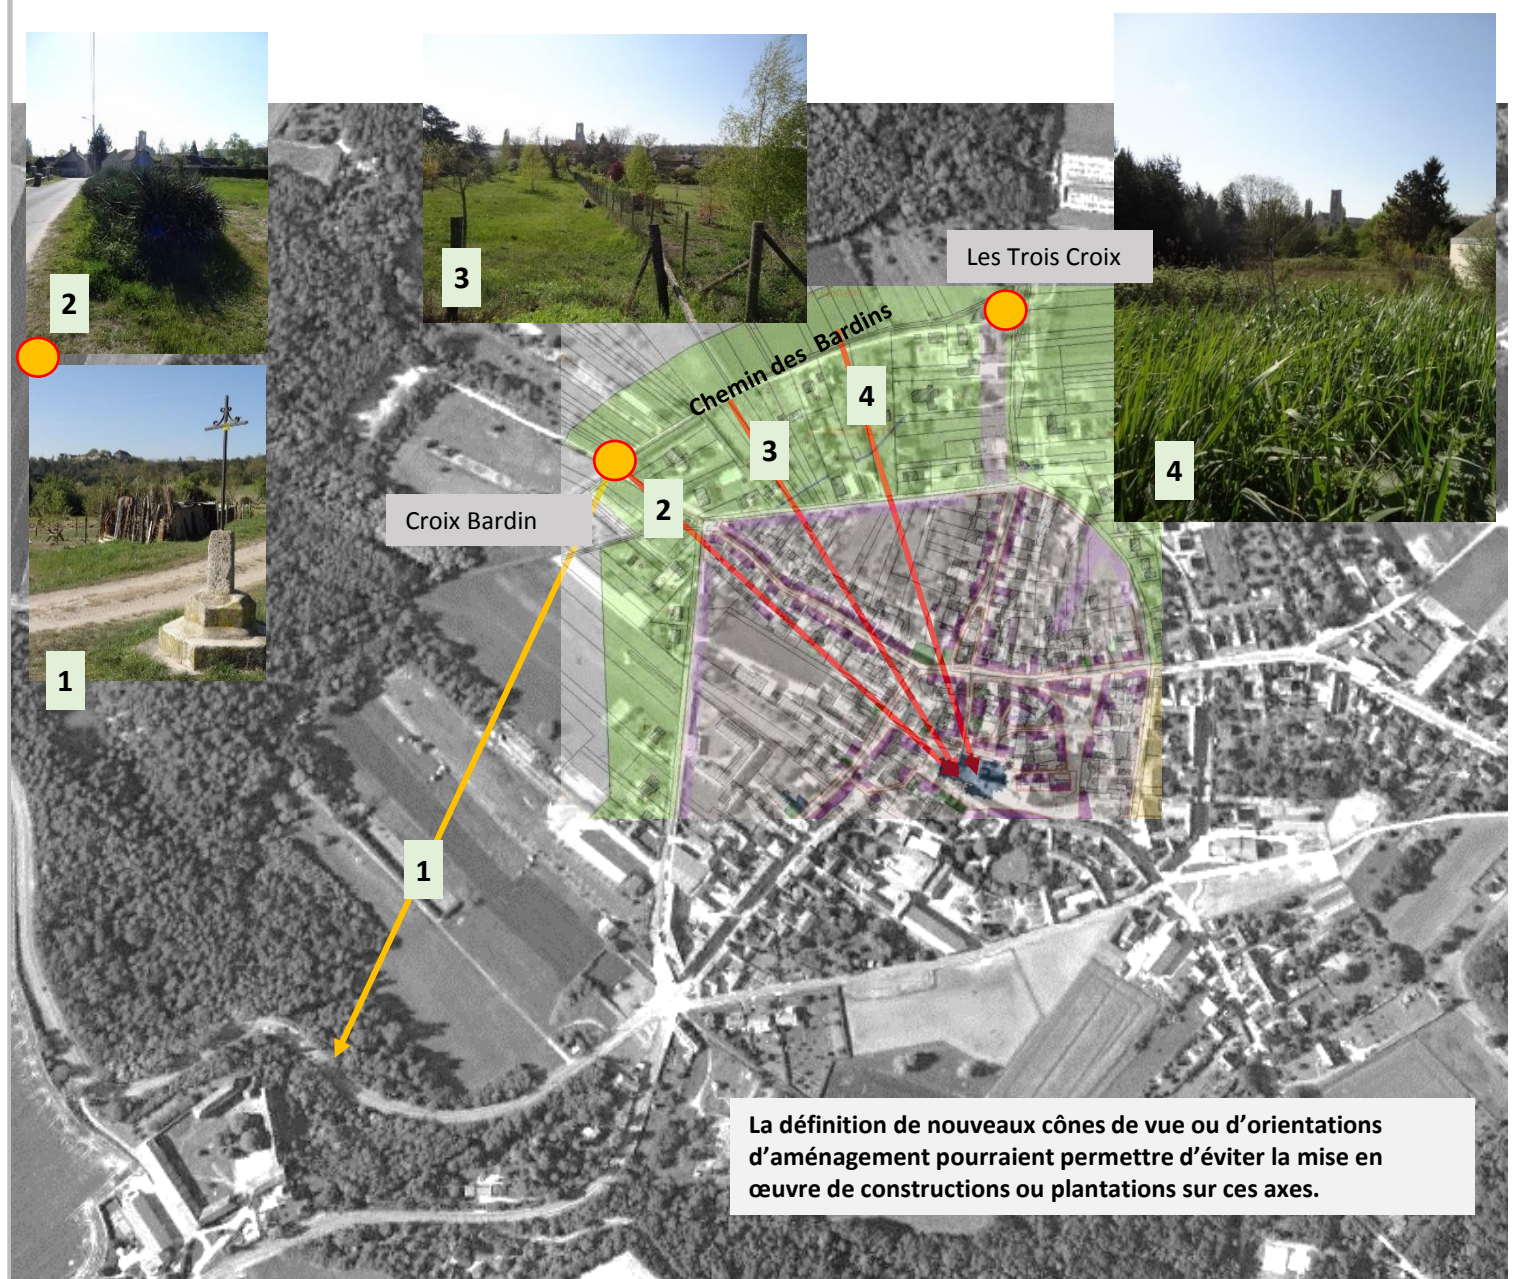 2
3
4
1
Les Trois Croix
Chemin des Bardins
4
3
2
Croix Bardin
1
La définition de nouveaux cônes de vue ou d'orientations
d'aménagement pourraient permettre d'éviter la mise en
œuvre de constructions ou plantations sur ces axes.